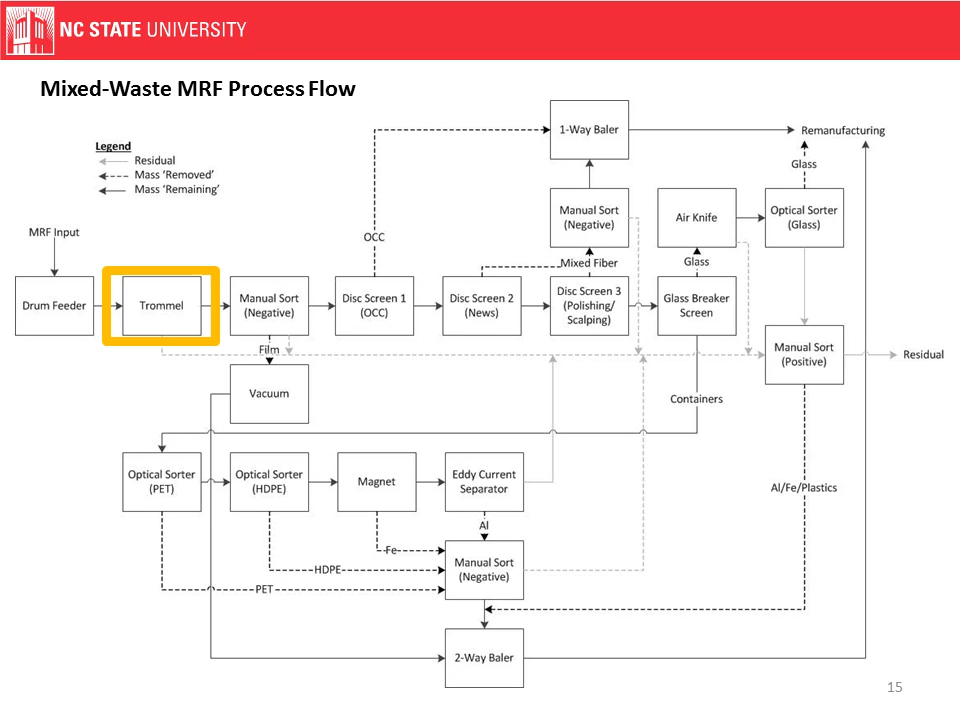 NC STATE UNIVERSITY
Mixed-Waste MRF Process Flow
Legend
Residual
Mass ‘Removed’
Mass ‘Remaining’
1-Way Baler
Remanufacturing
Glass
Manual Sort
(Negative)
Air Knife
Optical Sorter
(Glass)
MRF Input
OCC
Mixed Fiber
Glass
Drum Feeder
Trommel
Manual Sort
(Negative)
Disc Screen 1
(OCC)
Disc Screen 2
(News)
Disc Screen 3
(Polishing/
Scalping)
Glass Breaker
Screen
Manual Sort
(Positive)
Residual
Film
Vacuum
Containers
Optical Sorter
(PET)
Optical Sorter
(HDPE)
Magnet
Eddy Current
Separator
Al/Fe/Plastics
Al
Fe
HDPE
PET
Manual Sort
(Negative)
2-Way Baler
15